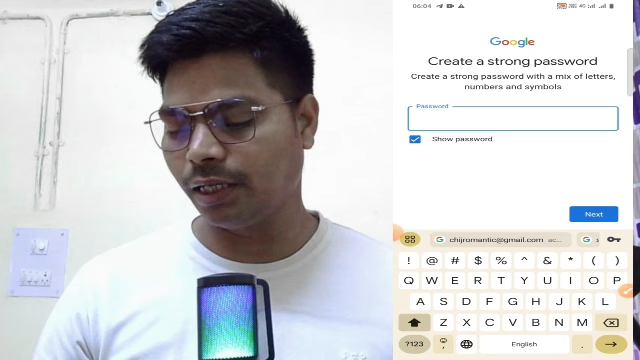 06:04
Google
Create a strong password
Create a strong password with a mix of letters,
numbers and symbols
Password
Show password
Next
G chijromantic@gmail.com ac... G
! @ # $ % ^ & * ( )
Q W E R T Y U I O P
A S D F G H J K L
Z X C V B N M
?123 , English .